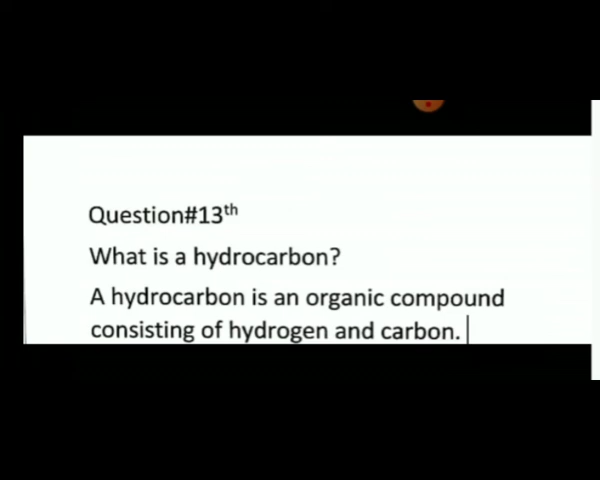 Question#13th
What is a hydrocarbon?
A hydrocarbon is an organic compound
consisting of hydrogen and carbon.